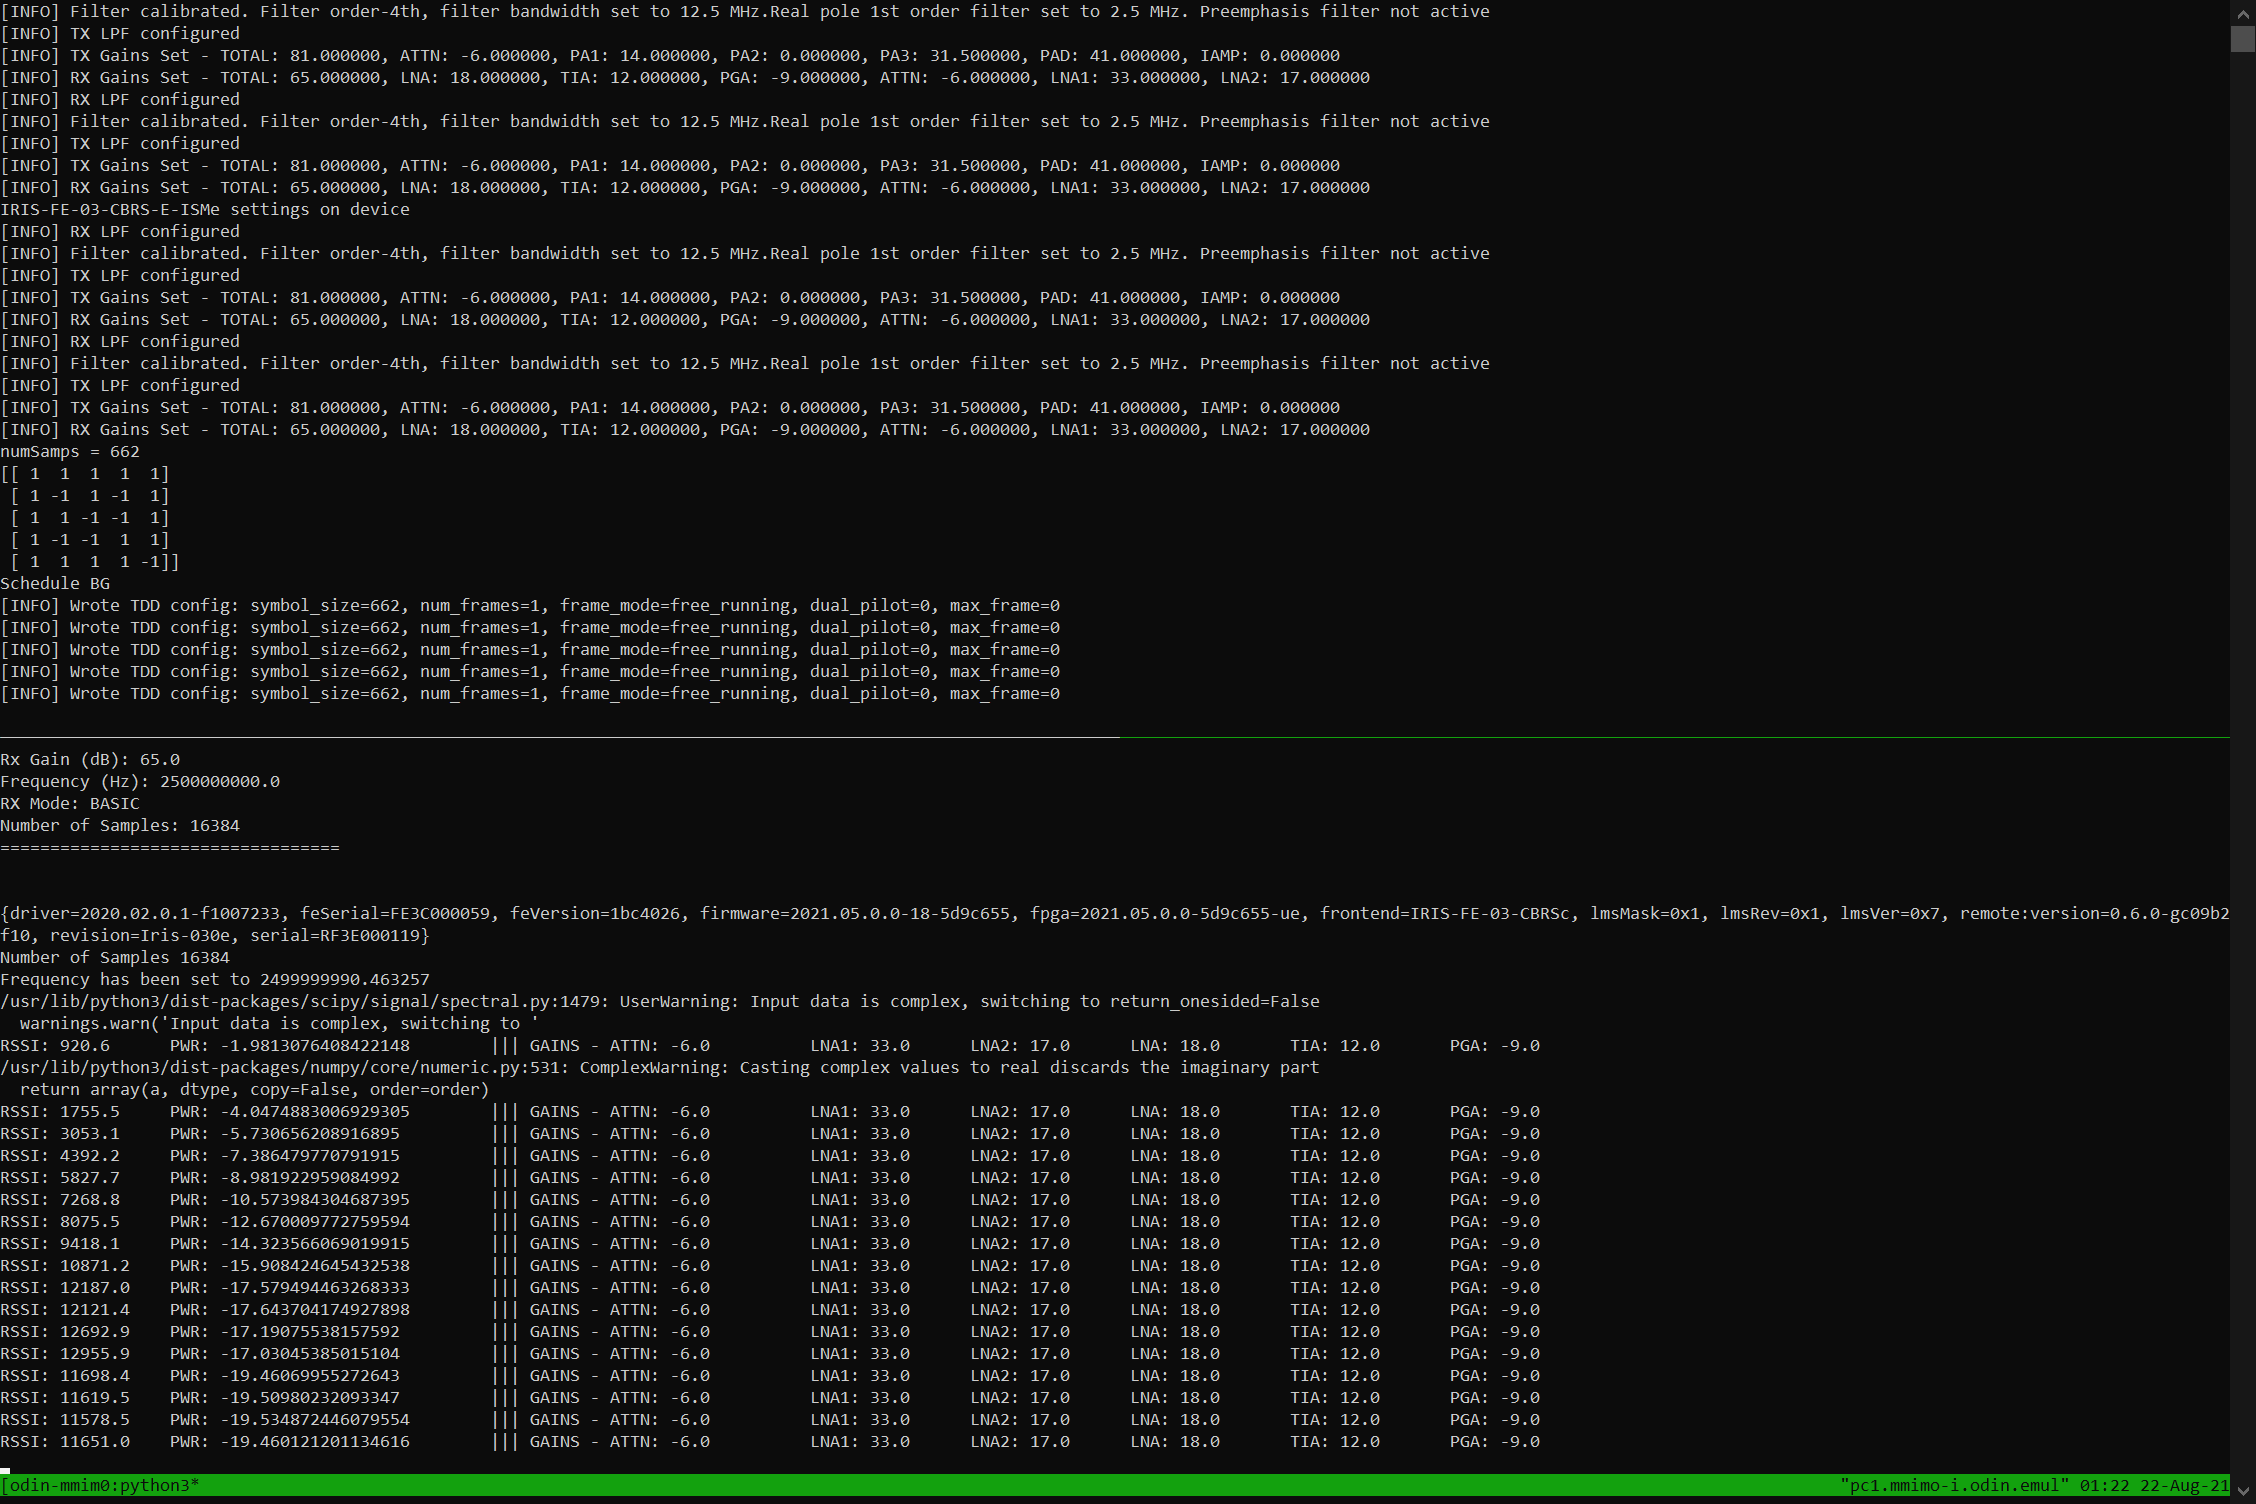 [INFO] Filter calibrated. Filter order-4th, filter bandwidth set to 12.5 MHz.Real pole 1st order filter set to 2.5 MHz. Preemphasis filter not active
[INFO] TX LPF configured
[INFO] TX Gains Set - TOTAL: 81.000000, ATTN: -6.000000, PA1: 14.000000, PA2: 0.000000, PA3: 31.500000, PAD: 41.000000, IAMP: 0.000000
[INFO] RX Gains Set - TOTAL: 65.000000, LNA: 18.000000, TIA: 12.000000, PGA: -9.000000, ATTN: -6.000000, LNA1: 33.000000, LNA2: 17.000000
[INFO] RX LPF configured
[INFO] Filter calibrated. Filter order-4th, filter bandwidth set to 12.5 MHz.Real pole 1st order filter set to 2.5 MHz. Preemphasis filter not active
[INFO] TX LPF configured
[INFO] TX Gains Set - TOTAL: 81.000000, ATTN: -6.000000, PA1: 14.000000, PA2: 0.000000, PA3: 31.500000, PAD: 41.000000, IAMP: 0.000000
[INFO] RX Gains Set - TOTAL: 65.000000, LNA: 18.000000, TIA: 12.000000, PGA: -9.000000, ATTN: -6.000000, LNA1: 33.000000, LNA2: 17.000000
IRIS-FE-03-CBRS-E-ISMe settings on device
[INFO] RX LPF configured
[INFO] Filter calibrated. Filter order-4th, filter bandwidth set to 12.5 MHz.Real pole 1st order filter set to 2.5 MHz. Preemphasis filter not active
[INFO] TX LPF configured
[INFO] TX Gains Set - TOTAL: 81.000000, ATTN: -6.000000, PA1: 14.000000, PA2: 0.000000, PA3: 31.500000, PAD: 41.000000, IAMP: 0.000000
[INFO] RX Gains Set - TOTAL: 65.000000, LNA: 18.000000, TIA: 12.000000, PGA: -9.000000, ATTN: -6.000000, LNA1: 33.000000, LNA2: 17.000000
[INFO] RX LPF configured
[INFO] Filter calibrated. Filter order-4th, filter bandwidth set to 12.5 MHz.Real pole 1st order filter set to 2.5 MHz. Preemphasis filter not active
[INFO] TX LPF configured
[INFO] TX Gains Set - TOTAL: 81.000000, ATTN: -6.000000, PA1: 14.000000, PA2: 0.000000, PA3: 31.500000, PAD: 41.000000, IAMP: 0.000000
[INFO] RX Gains Set - TOTAL: 65.000000, LNA: 18.000000, TIA: 12.000000, PGA: -9.000000, ATTN: -6.000000, LNA1: 33.000000, LNA2: 17.000000
numSamps = 662
[[ 1  1  1  1  1]
 [ 1 -1  1 -1  1]
 [ 1  1 -1 -1  1]
 [ 1 -1 -1  1  1]
 [ 1  1  1  1 -1]]
Schedule BG
[INFO] Wrote TDD config: symbol_size=662, num_frames=1, frame_mode=free_running, dual_pilot=0, max_frame=0
[INFO] Wrote TDD config: symbol_size=662, num_frames=1, frame_mode=free_running, dual_pilot=0, max_frame=0
[INFO] Wrote TDD config: symbol_size=662, num_frames=1, frame_mode=free_running, dual_pilot=0, max_frame=0
[INFO] Wrote TDD config: symbol_size=662, num_frames=1, frame_mode=free_running, dual_pilot=0, max_frame=0
[INFO] Wrote TDD config: symbol_size=662, num_frames=1, frame_mode=free_running, dual_pilot=0, max_frame=0
Rx Gain (dB): 65.0
Frequency (Hz): 2500000000.0
RX Mode: BASIC
Number of Samples: 16384
==================================
{driver=2020.02.0.1-f1007233, feSerial=FE3C000059, feVersion=1bc4026, firmware=2021.05.0.0-18-5d9c655, fpga=2021.05.0.0-5d9c655-ue, frontend=IRIS-FE-03-CBRSc, lmsMask=0x1, lmsRev=0x1, lmsVer=0x7, remote:version=0.6.0-gc09b2
f10, revision=Iris-030e, serial=RF3E000119}
Number of Samples 16384
Frequency has been set to 2499999990.463257
/usr/lib/python3/dist-packages/scipy/signal/spectral.py:1479: UserWarning: Input data is complex, switching to return_onesided=False
  warnings.warn('Input data is complex, switching to '
RSSI: 920.6 PWR: -1.9813076408422148 ||| GAINS - ATTN: -6.0 LNA1: 33.0 LNA2: 17.0 LNA: 18.0 TIA: 12.0 PGA: -9.0
/usr/lib/python3/dist-packages/numpy/core/numeric.py:531: ComplexWarning: Casting complex values to real discards the imaginary part
  return array(a, dtype, copy=False, order=order)
RSSI: 1755.5 PWR: -4.0474883006929305 ||| GAINS - ATTN: -6.0 LNA1: 33.0 LNA2: 17.0 LNA: 18.0 TIA: 12.0 PGA: -9.0
RSSI: 3053.1 PWR: -5.730656208916895 ||| GAINS - ATTN: -6.0 LNA1: 33.0 LNA2: 17.0 LNA: 18.0 TIA: 12.0 PGA: -9.0
RSSI: 4392.2 PWR: -7.386479770791915 ||| GAINS - ATTN: -6.0 LNA1: 33.0 LNA2: 17.0 LNA: 18.0 TIA: 12.0 PGA: -9.0
RSSI: 5827.7 PWR: -8.981922959084992 ||| GAINS - ATTN: -6.0 LNA1: 33.0 LNA2: 17.0 LNA: 18.0 TIA: 12.0 PGA: -9.0
RSSI: 7268.8 PWR: -10.573984304687395 ||| GAINS - ATTN: -6.0 LNA1: 33.0 LNA2: 17.0 LNA: 18.0 TIA: 12.0 PGA: -9.0
RSSI: 8075.5 PWR: -12.670009772759594 ||| GAINS - ATTN: -6.0 LNA1: 33.0 LNA2: 17.0 LNA: 18.0 TIA: 12.0 PGA: -9.0
RSSI: 9418.1 PWR: -14.323566069019915 ||| GAINS - ATTN: -6.0 LNA1: 33.0 LNA2: 17.0 LNA: 18.0 TIA: 12.0 PGA: -9.0
RSSI: 10871.2 PWR: -15.908424645432538 ||| GAINS - ATTN: -6.0 LNA1: 33.0 LNA2: 17.0 LNA: 18.0 TIA: 12.0 PGA: -9.0
RSSI: 12187.0 PWR: -17.579494463268333 ||| GAINS - ATTN: -6.0 LNA1: 33.0 LNA2: 17.0 LNA: 18.0 TIA: 12.0 PGA: -9.0
RSSI: 12121.4 PWR: -17.643704174927898 ||| GAINS - ATTN: -6.0 LNA1: 33.0 LNA2: 17.0 LNA: 18.0 TIA: 12.0 PGA: -9.0
RSSI: 12692.9 PWR: -17.19075538157592 ||| GAINS - ATTN: -6.0 LNA1: 33.0 LNA2: 17.0 LNA: 18.0 TIA: 12.0 PGA: -9.0
RSSI: 12955.9 PWR: -17.03045385015104 ||| GAINS - ATTN: -6.0 LNA1: 33.0 LNA2: 17.0 LNA: 18.0 TIA: 12.0 PGA: -9.0
RSSI: 11698.4 PWR: -19.46069955272643 ||| GAINS - ATTN: -6.0 LNA1: 33.0 LNA2: 17.0 LNA: 18.0 TIA: 12.0 PGA: -9.0
RSSI: 11619.5 PWR: -19.50980232093347 ||| GAINS - ATTN: -6.0 LNA1: 33.0 LNA2: 17.0 LNA: 18.0 TIA: 12.0 PGA: -9.0
RSSI: 11578.5 PWR: -19.534872446079554 ||| GAINS - ATTN: -6.0 LNA1: 33.0 LNA2: 17.0 LNA: 18.0 TIA: 12.0 PGA: -9.0
RSSI: 11651.0 PWR: -19.460121201134616 ||| GAINS - ATTN: -6.0 LNA1: 33.0 LNA2: 17.0 LNA: 18.0 TIA: 12.0 PGA: -9.0
[odin-mmim0:python3* "pc1.mmimo-i.odin.emul" 01:22 22-Aug-21